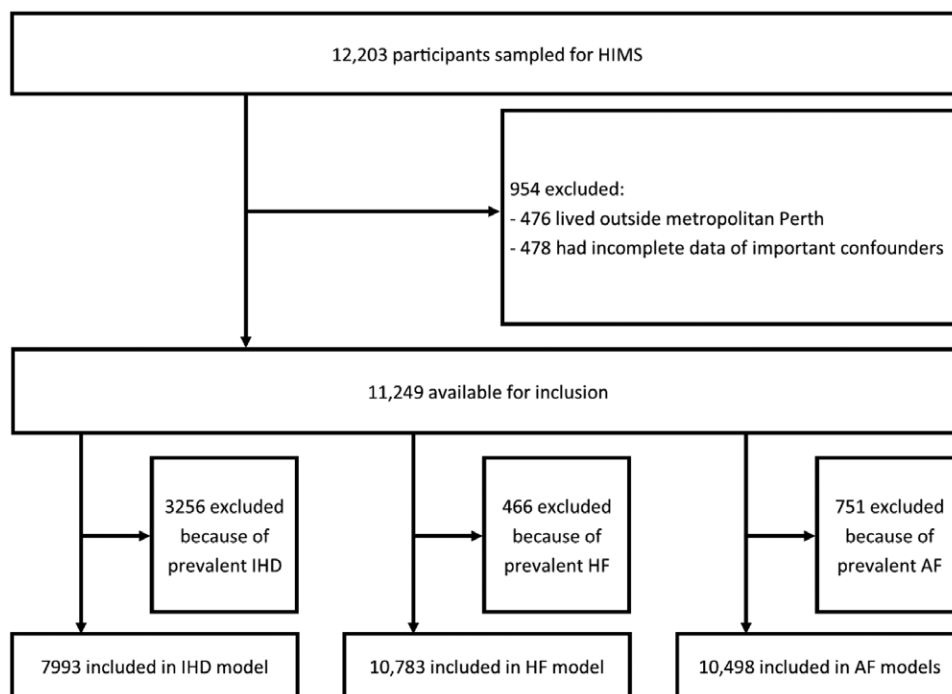 12,203 participants sampled for HIMS
954 excluded:
- 476 lived outside metropolitan Perth
- 478 had incomplete data of important confounders
11,249 available for inclusion
3256 excluded
because of
prevalent IHD
466 excluded
because of
prevalent HF
751 excluded
because of
prevalent AF
7993 included in IHD model
10,783 included in HF model
10,498 included in AF models